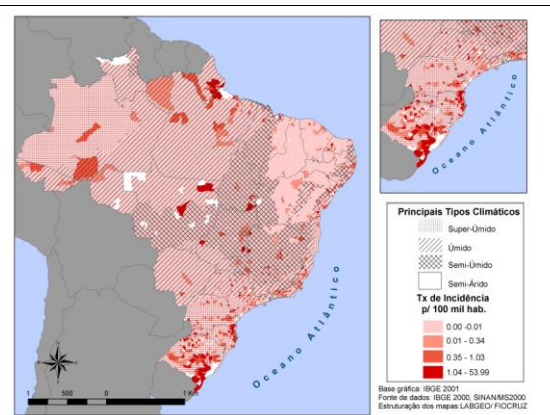 Oceano Atlântico
Oceano Atlântico
Principais Tipos Climáticos
Super-Úmido
Úmido
Semi-Úmido
Semi-Árido
Tx de Incidência
p/ 100 mil hab.
0.00 -0.01
0.01 - 0.34
0.35 - 1.03
1.04 - 53.99
1 500 0 1 Km
Base gráfica: IBGE 2001
Fonte de dados: IBGE 2000, SINAN/MS2000
Estruturação dos mapas:LABGEO/ FIOCRUZ